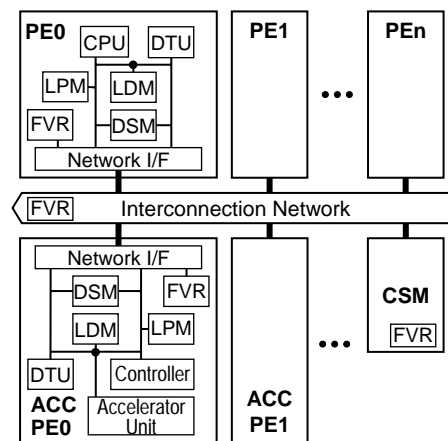 PE0
CPU
DTU
PE1
PEn
LPM
LDM
FVR
DSM
•••
Network I/F
FVR
Interconnection Network
Network I/F
DSM
FVR
CSM
LDM
LPM
FVR
•••
DTU
Controller
ACC
PE0
Accelerator
Unit
ACC
PE1